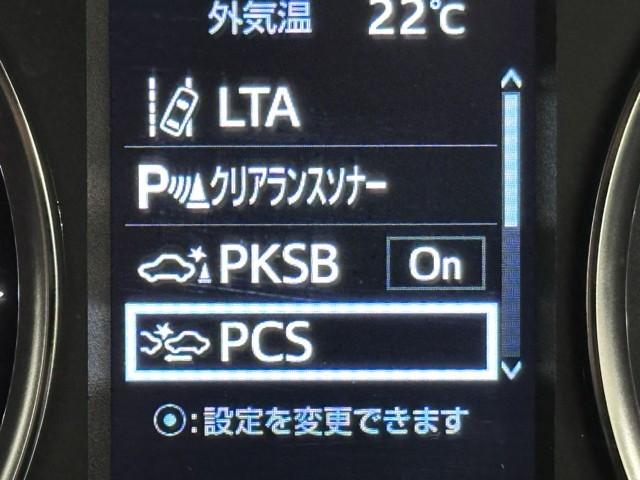 外気温 22℃
LTA
P クリアランスソナー
PKSB On
PCS
:設定を変更できます